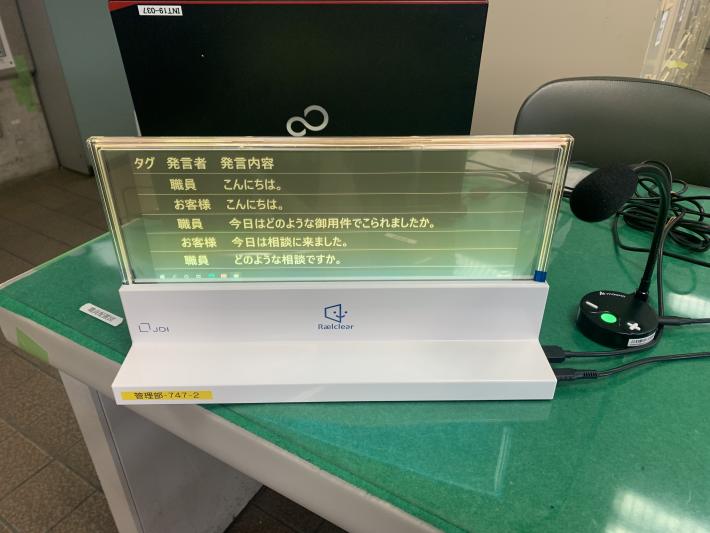 INT19-037
タグ 発言者 発言内容
職員 こんにちは。
お客様 こんにちは。
職員 今日はどのような御用件でこられましたか。
お客様 今日は相談に来ました。
職員 どのような相談ですか。
JDI
Rælclear
管理部-747-2